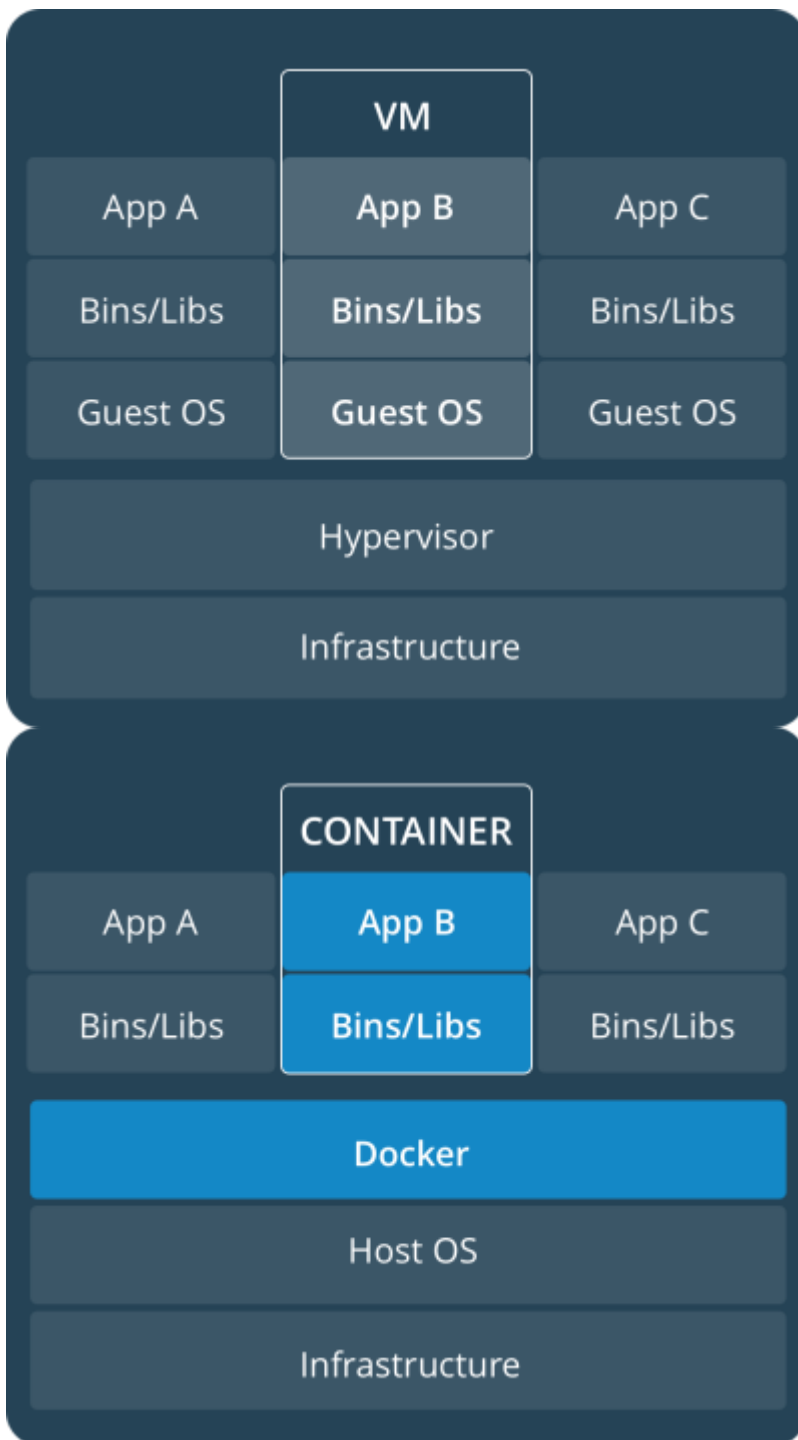 VM
App A App B App C
Bins/Libs Bins/Libs Bins/Libs
Guest OS Guest OS Guest OS
Hypervisor
Infrastructure
CONTAINER
App A App B App C
Bins/Libs Bins/Libs Bins/Libs
Docker
Host OS
Infrastructure